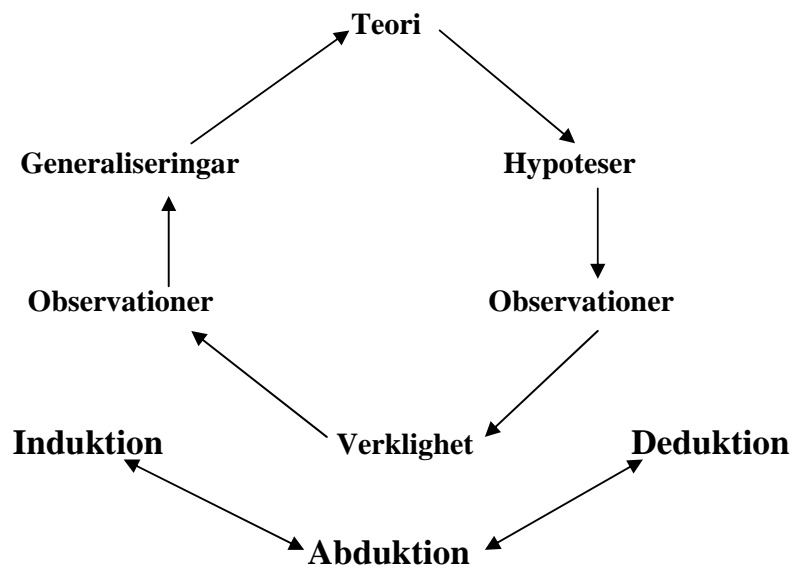 Teori
Generaliseringar Hypoteser
Observationer Observationer
Induktion Verklighet Deduktion
Abduktion